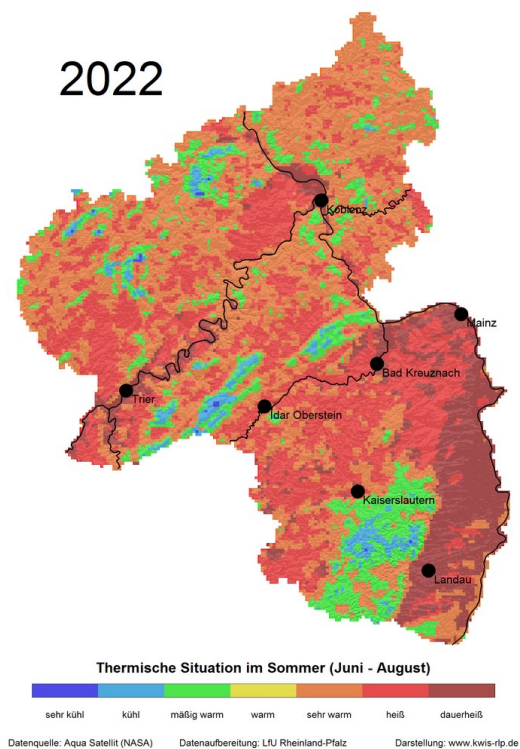 2022
Koblenz
Mainz
Bad Kreuznach
Trier
Idar Oberstein
Kaiserslautern
Landau
Thermische Situation im Sommer (Juni - August)
sehr kühl kühl mäßig warm warm sehr warm heiß dauerheiß
Datenquelle: Aqua Satellit (NASA) Datenaufbereitung: LfU Rheinland-Pfalz Darstellung: www.kwis-rlp.de